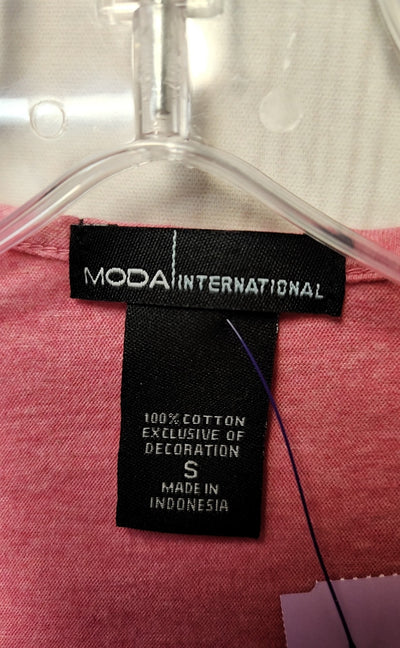 MODA INTERNATIONAL
100% COTTON
EXCLUSIVE OF
DECORATION
S
MADE IN
INDONESIA